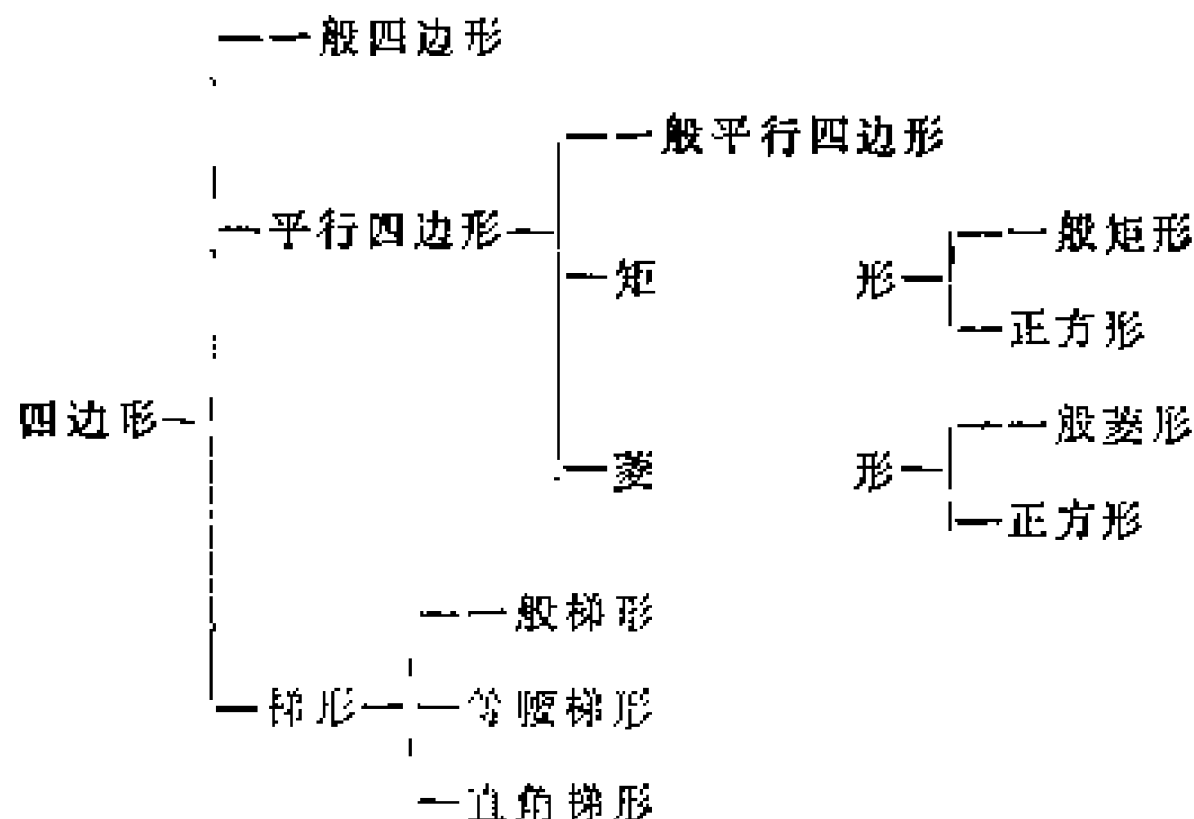 一般四边形
一般平行四边形
平行四边形
一般矩形
矩形
正方形
四边形
一般菱形
菱形
正方形
一般梯形
梯形
等腰梯形
直角梯形